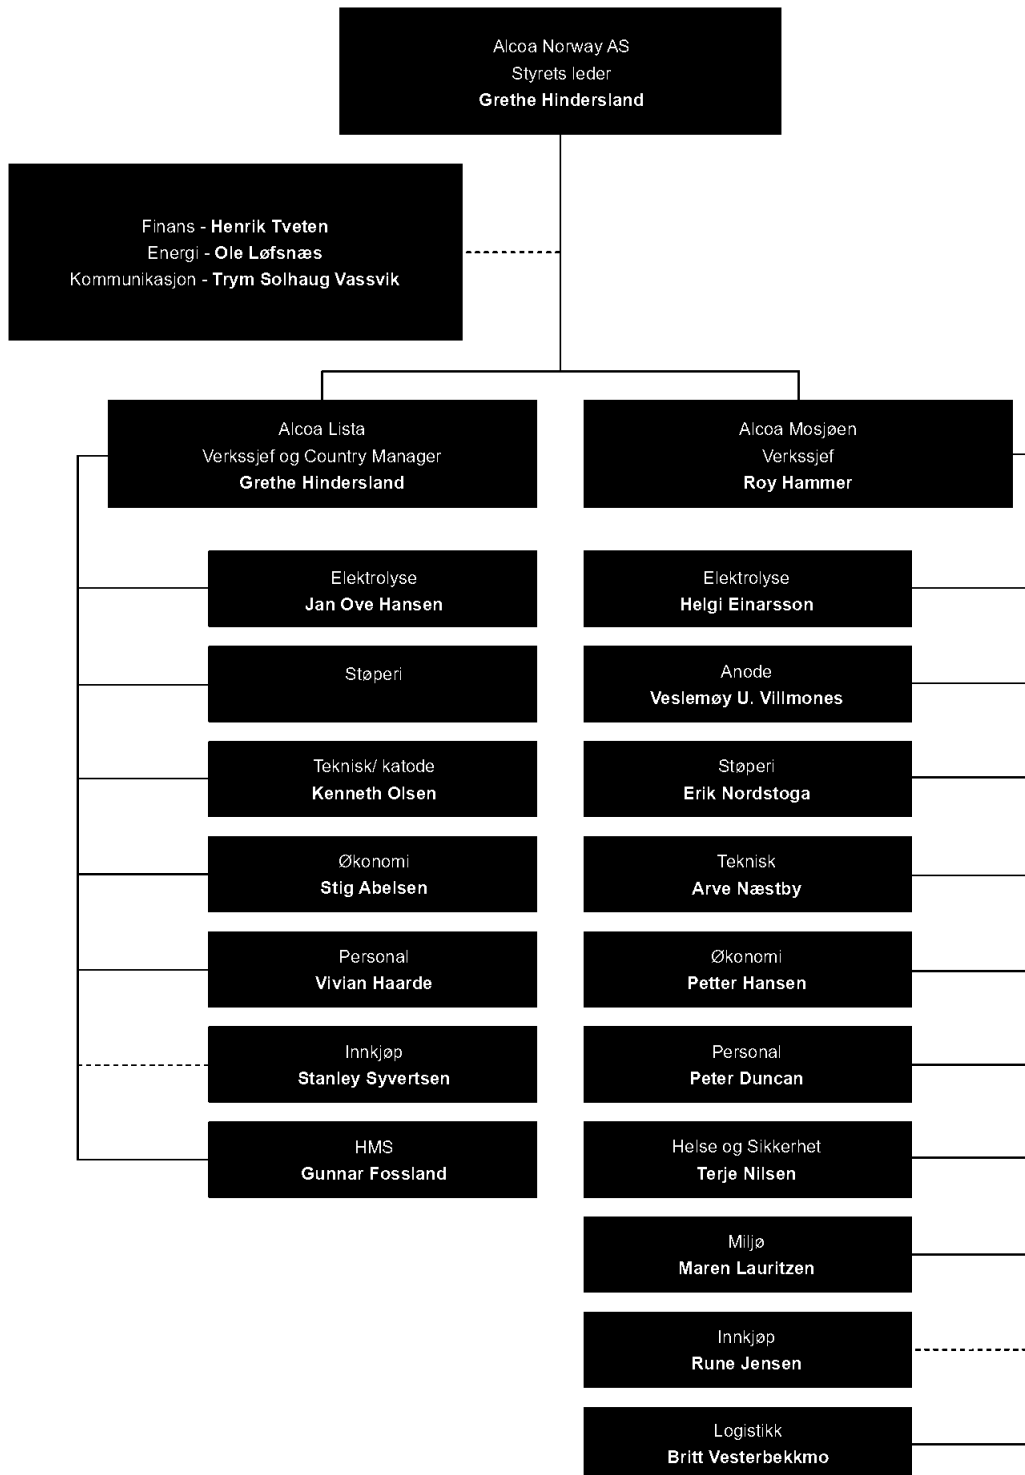 Alcoa Norway AS
Styrets leder
Grethe Hindersland
Finans - Henrik Tveten
Energi - Ole Løfsnæs
Kommunikasjon - Trym Solhaug Vassvik
Alcoa Lista
Verkssjef og Country Manager
Grethe Hindersland
Elektrolyse
Jan Ove Hansen
Støperi
Teknisk/ katode
Kenneth Olsen
Økonomi
Stig Abelsen
Personal
Vivian Haarde
Innkjøp
Stanley Syvertsen
HMS
Gunnar Fossland
Alcoa Mosjøen
Verkssjef
Roy Hammer
Elektrolyse
Helgi Einarsson
Anode
Veslemøy U. Villmones
Støperi
Erik Nordstoga
Teknisk
Arve Næstby
Økonomi
Petter Hansen
Personal
Peter Duncan
Helse og Sikkerhet
Terje Nilsen
Miljø
Maren Lauritzen
Innkjøp
Rune Jensen
Logistikk
Britt Vesterbekkmo